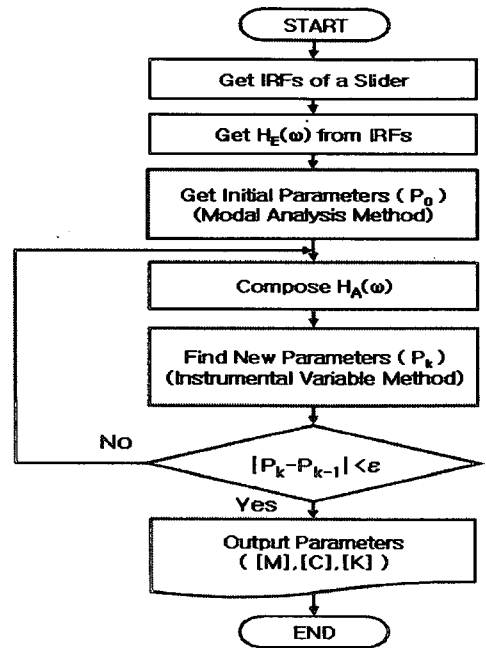 START
Get IRFs of a Slider
Get H_E(ω) from IRFs
Get Initial Parameters ( P_0 )
(Modal Analysis Method)
Compose H_A(ω)
Find New Parameters ( P_k )
(Instrumental Variable Method)
No
|P_k-P_{k-1}| <ε
Yes
Output Parameters
( [M],[C],[K] )
END